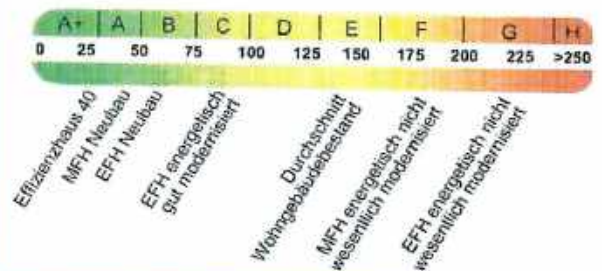 A+ | A | B | C | D | E | F | G | H
0 25 50 75 100 125 150 175 200 225 >250
Effizienzhaus 40
MFH Neubau
EFH Neubau
EFH energetisch
gut modernisiert
Durchschnitt
Wohngebäudebestand
MFH energetisch nicht
wesentlich modernisiert
EFH energetisch nicht
wesentlich modernisiert